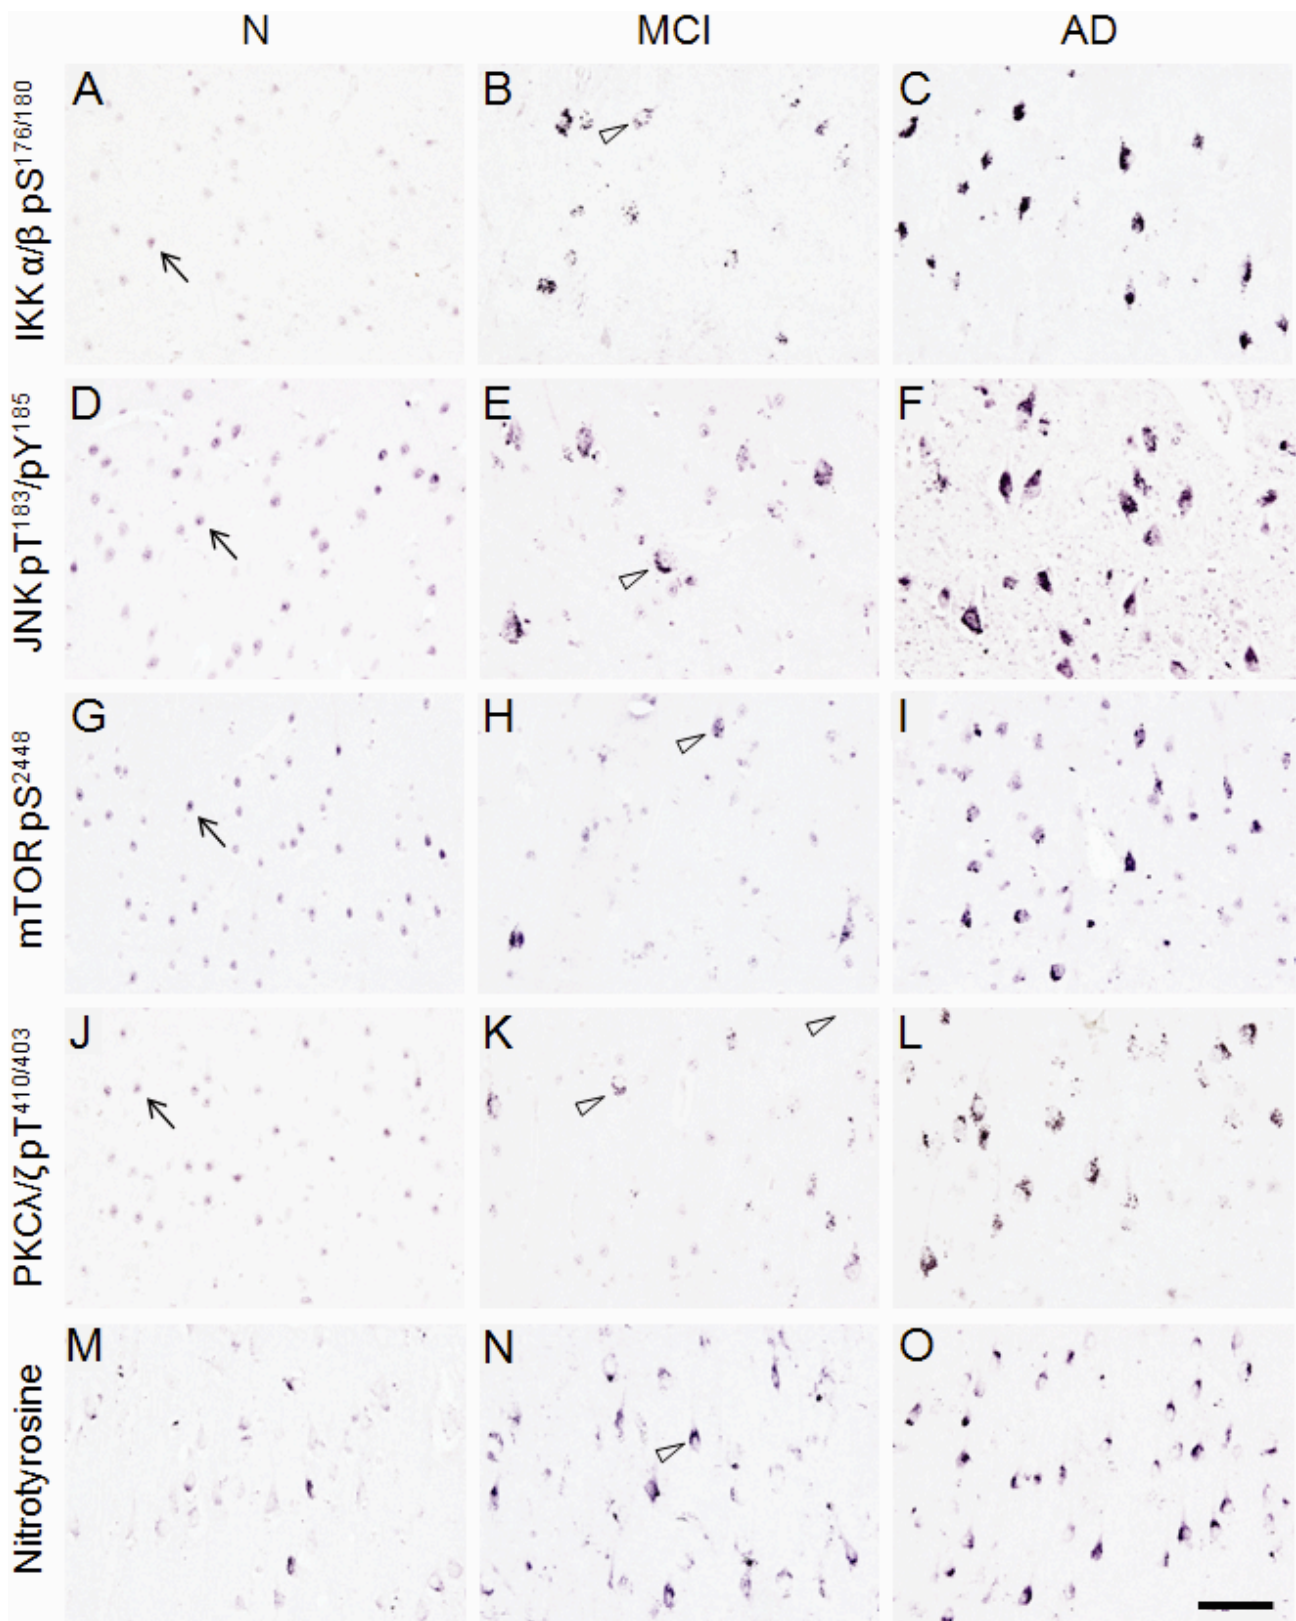 N MCI AD
IKK α/β pS176/180
A B C
JNK pT183/pY185
D E F
mTOR pS2448
G H I
PKCλ/ζ pT410/403
J K L
Nitrotyrosine
M N O